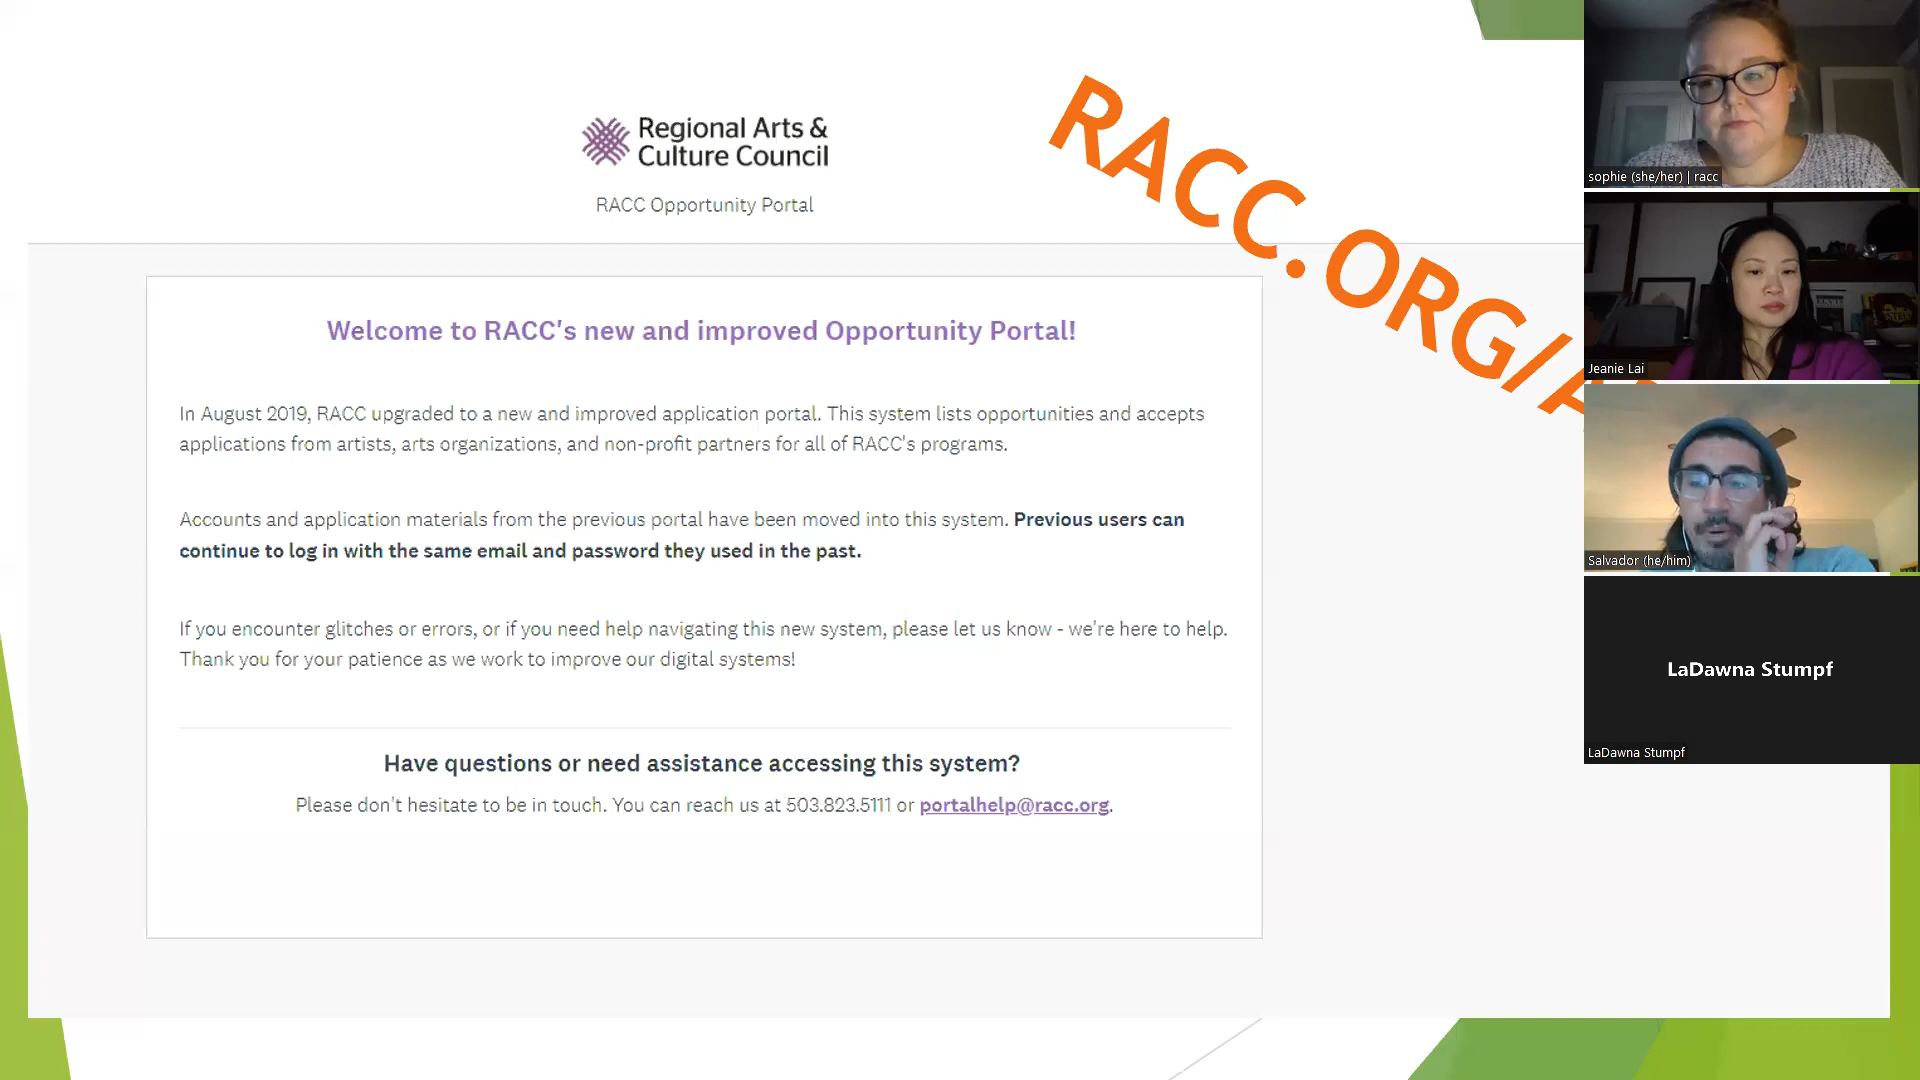 Regional Arts &
Culture Council
RACC Opportunity Portal
RACC.ORG/A
Welcome to RACC's new and improved Opportunity Portal!
In August 2019, RACC upgraded to a new and improved application portal. This system lists opportunities and accepts
applications from artists, arts organizations, and non-profit partners for all of RACC's programs.
Accounts and application materials from the previous portal have been moved into this system. Previous users can
continue to log in with the same email and password they used in the past.
If you encounter glitches or errors, or if you need help navigating this new system, please let us know - we're here to help.
Thank you for your patience as we work to improve our digital systems!
Have questions or need assistance accessing this system?
Please don't hesitate to be in touch. You can reach us at 503.823.5111 or portalhelp@racc.org.
sophie (she/her) | racc
Jeanie Lai
Salvador (he/him)
LaDawna Stumpf
LaDawna Stumpf